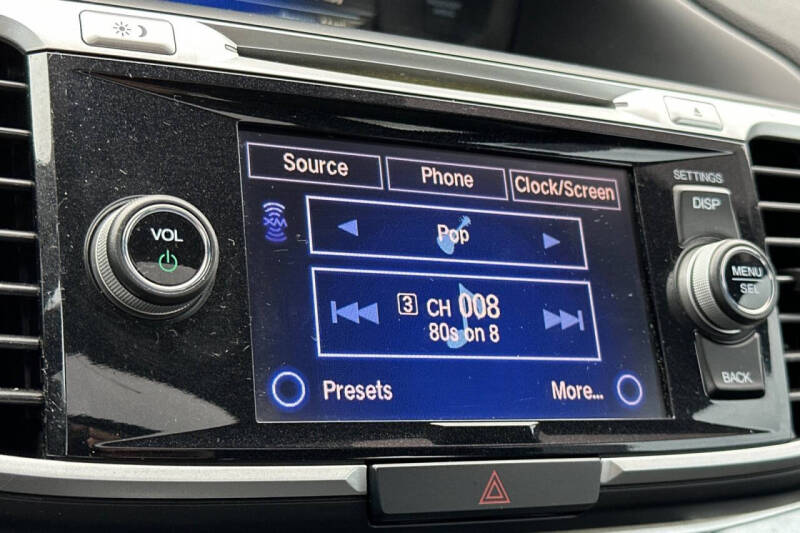 Source Phone Clock/Screen
SETTINGS
DISP
XM
Pop
VOL
MENU
SEL
3 CH 008
80s on 8
Presets More...
BACK